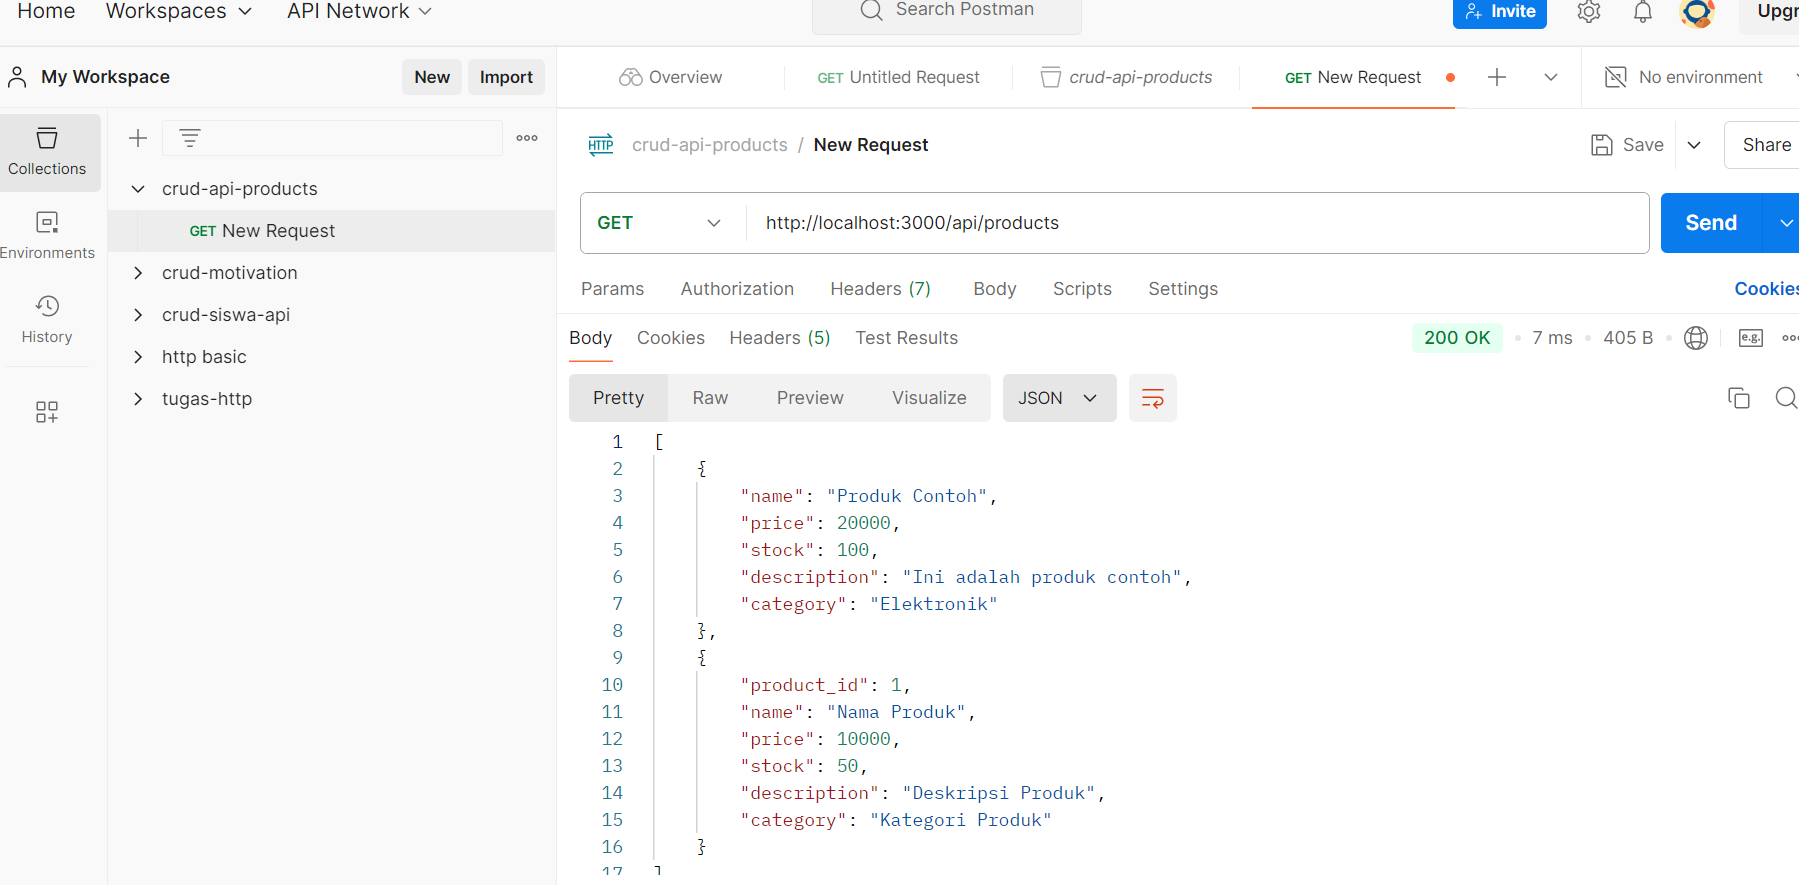 Home Workspaces API Network Search Postman Invite Upgr
My Workspace New Import
Overview GET Untitled Request crud-api-products GET New Request No environment
Collections
Environments
History
crud-api-products
GET New Request
crud-motivation
crud-siswa-api
http basic
tugas-http
HTTP crud-api-products / New Request Save Share
GET http://localhost:3000/api/products Send
Params Authorization Headers (7) Body Scripts Settings Cookies
Body Cookies Headers (5) Test Results 200 OK • 7 ms • 405 B • e.g.
Pretty Raw Preview Visualize JSON
1 [
2 {
3 "name": "Produk Contoh",
4 "price": 20000,
5 "stock": 100,
6 "description": "Ini adalah produk contoh",
7 "category": "Elektronik"
8 },
9 {
10 "product_id": 1,
11 "name": "Nama Produk",
12 "price": 10000,
13 "stock": 50,
14 "description": "Deskripsi Produk",
15 "category": "Kategori Produk"
16 }
17 ]